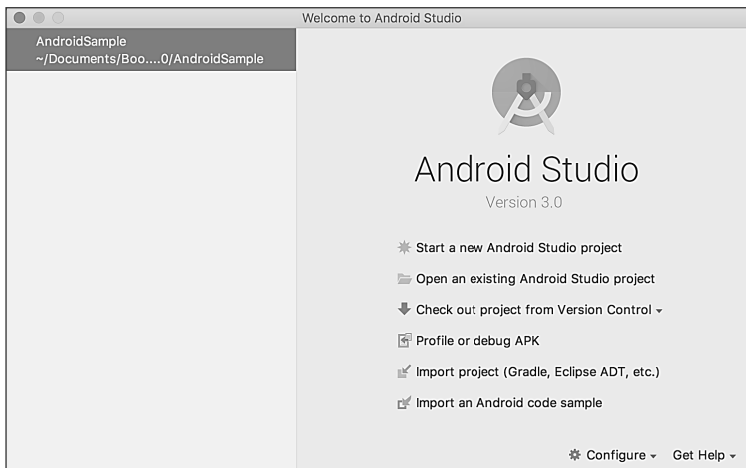 Welcome to Android Studio
AndroidSample
~/Documents/Boo....0/AndroidSample
Android Studio
Version 3.0
Start a new Android Studio project
Open an existing Android Studio project
Check out project from Version Control
Profile or debug APK
Import project (Gradle, Eclipse ADT, etc.)
Import an Android code sample
Configure
Get Help